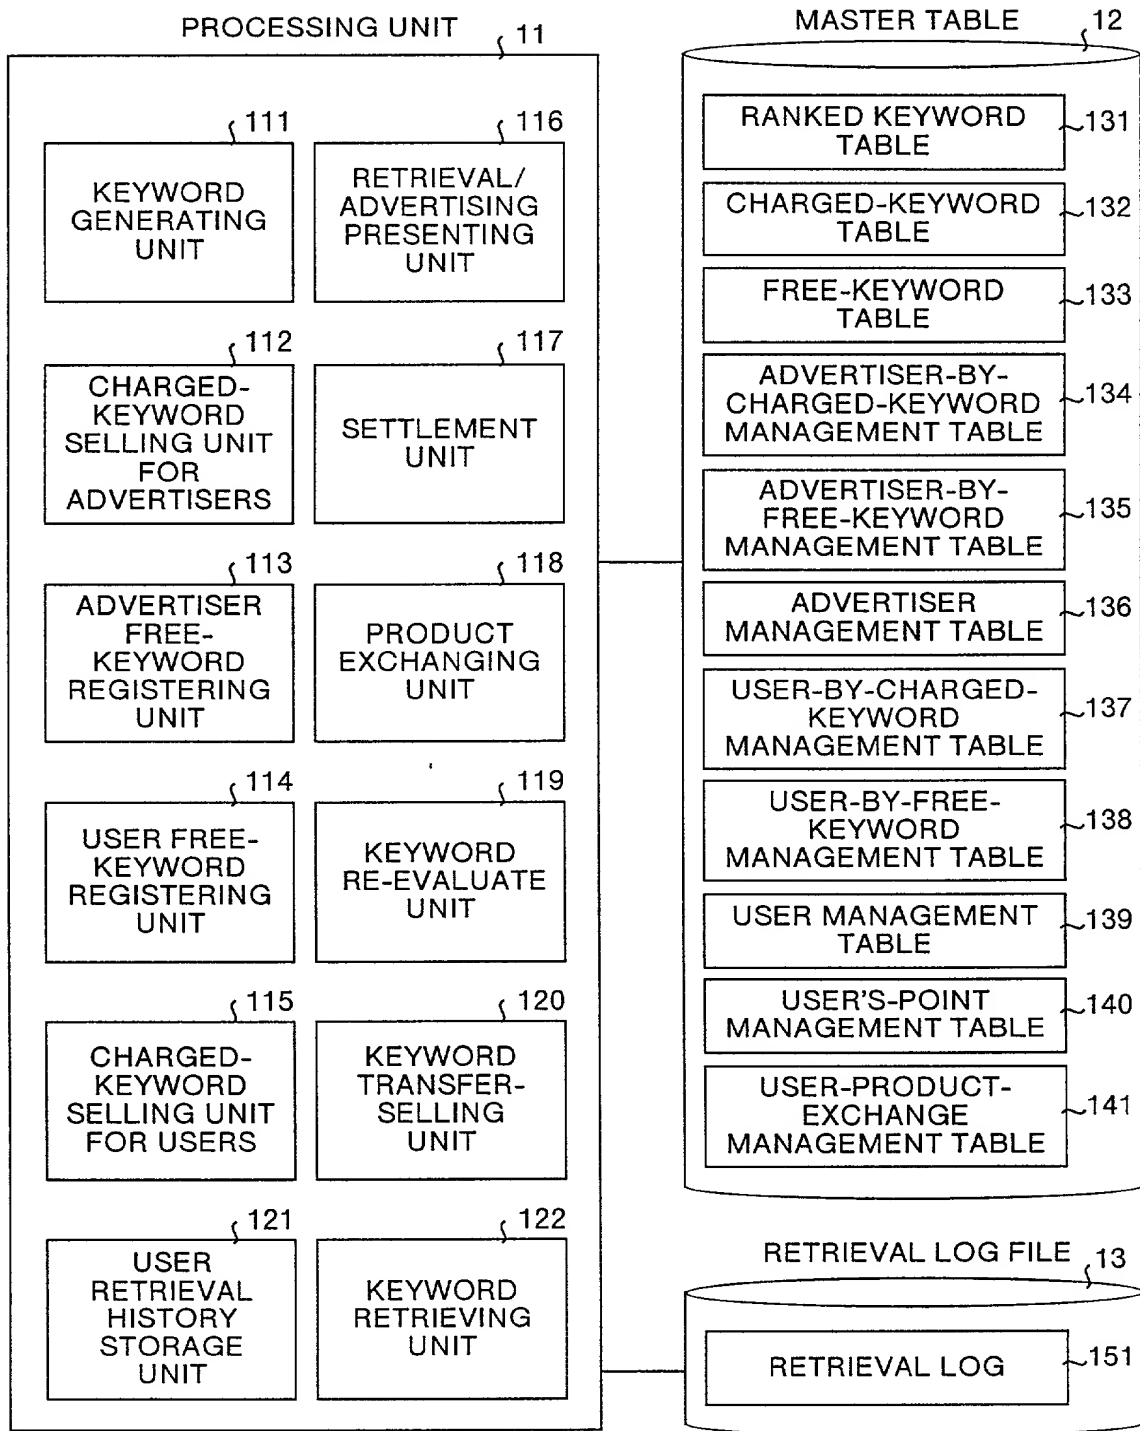 PROCESSING UNIT
11
111
KEYWORD
GENERATING
UNIT
116
RETRIEVAL/
ADVERTISING
PRESENTING
UNIT
112
CHARGED-
KEYWORD
SELLING UNIT
FOR
ADVERTISERS
117
SETTLEMENT
UNIT
113
ADVERTISER
FREE-
KEYWORD
REGISTERING
UNIT
118
PRODUCT
EXCHANGING
UNIT
114
USER FREE-
KEYWORD
REGISTERING
UNIT
119
KEYWORD
RE-EVALUATE
UNIT
115
CHARGED-
KEYWORD
SELLING UNIT
FOR USERS
120
KEYWORD
TRANSFER-
SELLING
UNIT
121
USER
RETRIEVAL
HISTORY
STORAGE
UNIT
122
KEYWORD
RETRIEVING
UNIT
MASTER TABLE
12
RANKED KEYWORD
TABLE
131
CHARGED-KEYWORD
TABLE
132
FREE-KEYWORD
TABLE
133
ADVERTISER-BY-
CHARGED-KEYWORD
MANAGEMENT TABLE
134
ADVERTISER-BY-
FREE-KEYWORD
MANAGEMENT TABLE
135
ADVERTISER
MANAGEMENT TABLE
136
USER-BY-CHARGED-
KEYWORD
MANAGEMENT TABLE
137
USER-BY-FREE-
KEYWORD
MANAGEMENT TABLE
138
USER MANAGEMENT
TABLE
139
USER'S-POINT
MANAGEMENT TABLE
140
USER-PRODUCT-
EXCHANGE
MANAGEMENT TABLE
141
RETRIEVAL LOG FILE
13
RETRIEVAL LOG
151